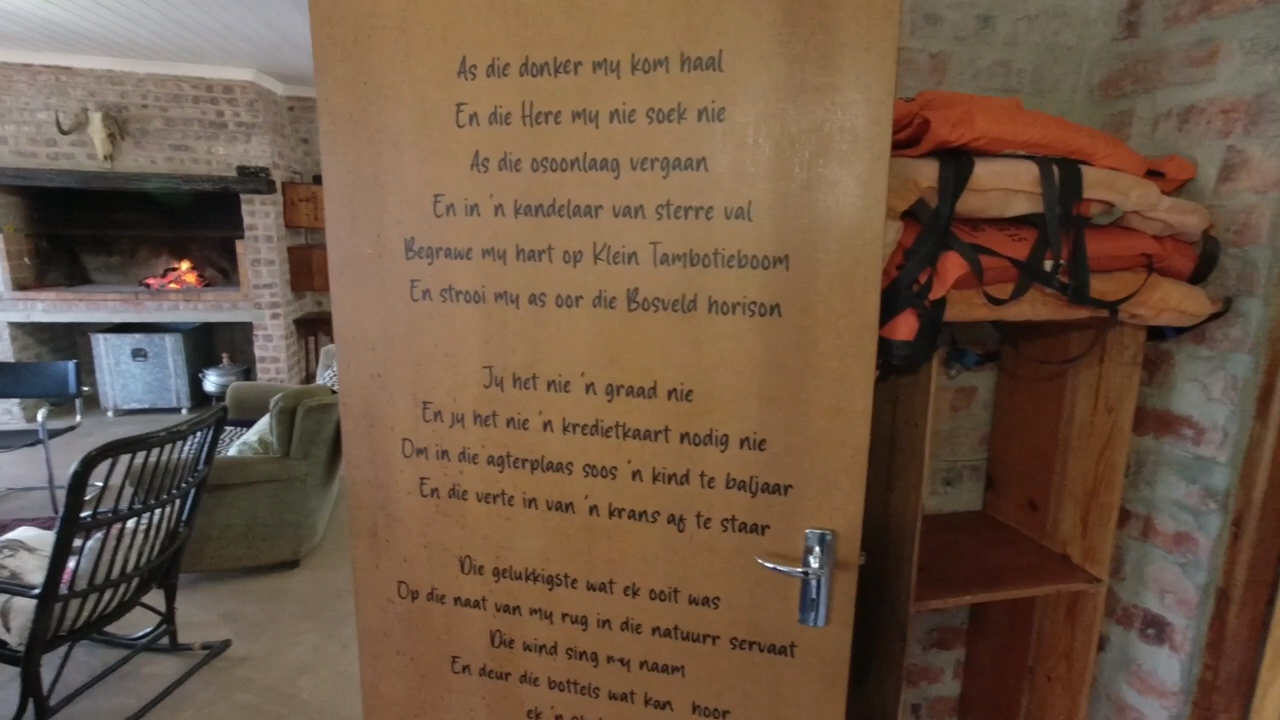 As die donker my kom haal
En die Here my nie soek nie
As die osoonlaag vergaan
En in 'n kandelaar van sterre val
Begrawe my hart op Klein Tambotieboom
En strooi my as oor die Bosveld horison
Jy het nie 'n graad nie
En jy het nie 'n kredietkaart nodig nie
Om in die agterplaas soos 'n kind te baljaar
En die verte in van 'n krans af te staar
Die gelukkigste wat ek ooit was
Op die naat van my rug in die natuurr servaat
Die wind sing my naam
En deur die bottels wat kan hoor
ek 'n